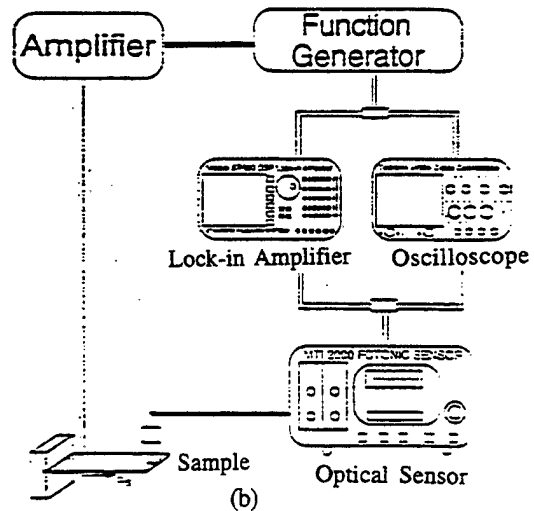 Amplifier
Function
Generator
Lock-in Amplifier
Oscilloscope
MTI 2000 FOTONIC SENSOR
Sample
Optical Sensor
(b)